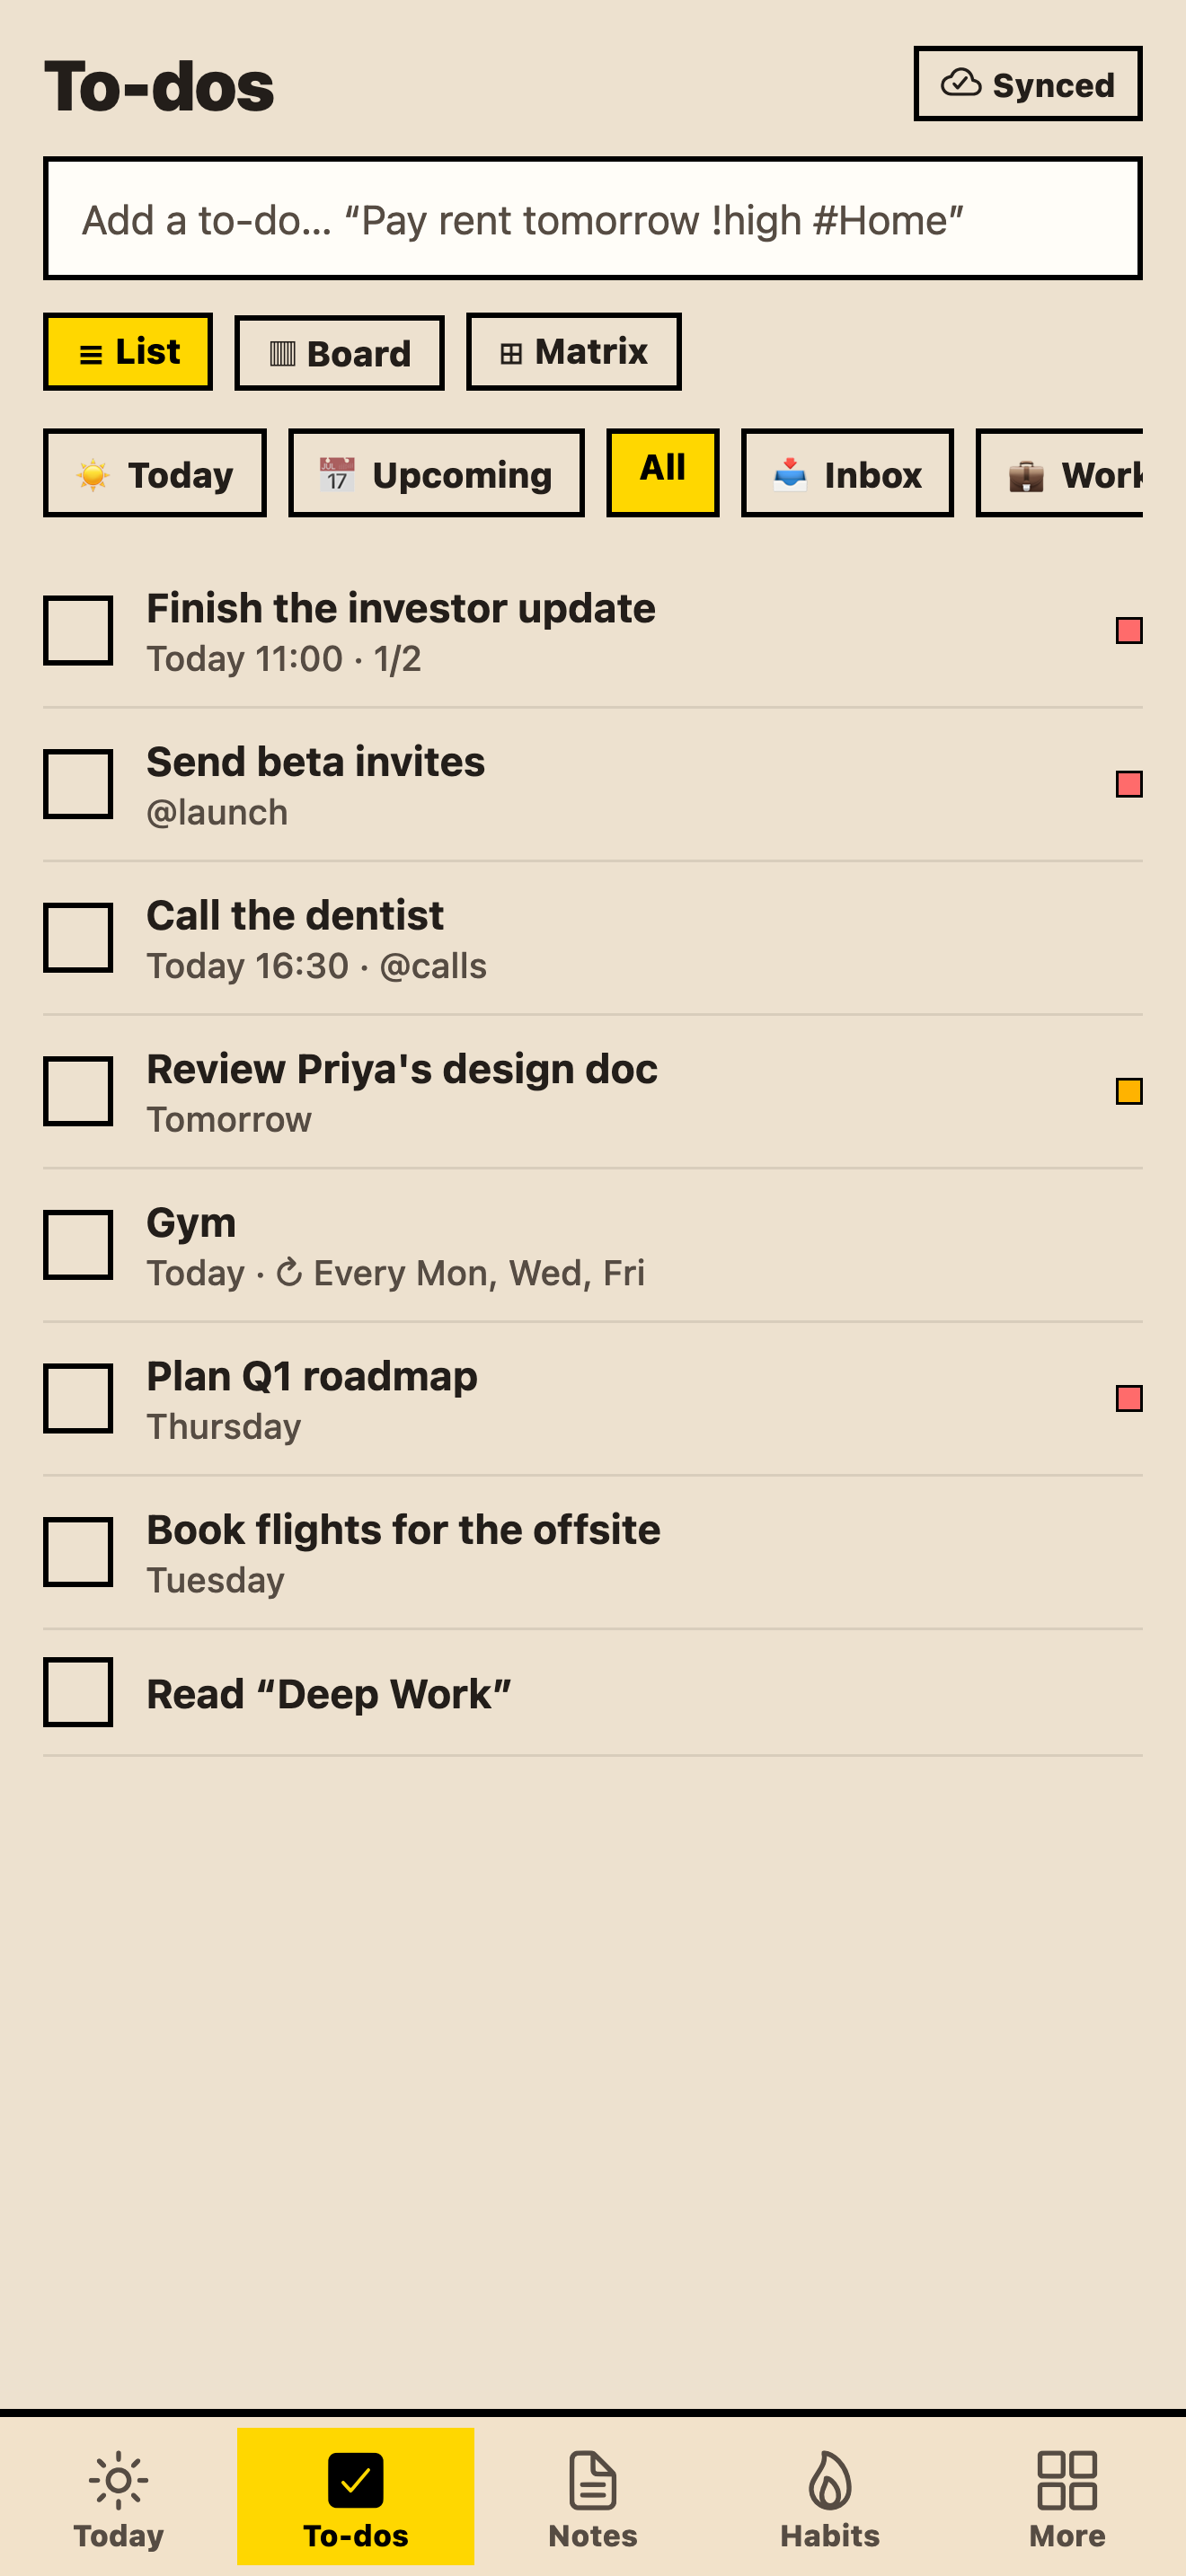 To-dos
Synced
Add a to-do... “Pay rent tomorrow !high #Home”
List
Board
Matrix
Today
JUL
17
Upcoming
All
Inbox
Work
Finish the investor update
Today 11:00 · 1/2
Send beta invites
@launch
Call the dentist
Today 16:30 · @calls
Review Priya's design doc
Tomorrow
Gym
Today · ↻ Every Mon, Wed, Fri
Plan Q1 roadmap
Thursday
Book flights for the offsite
Tuesday
Read “Deep Work”
Today
To-dos
Notes
Habits
More